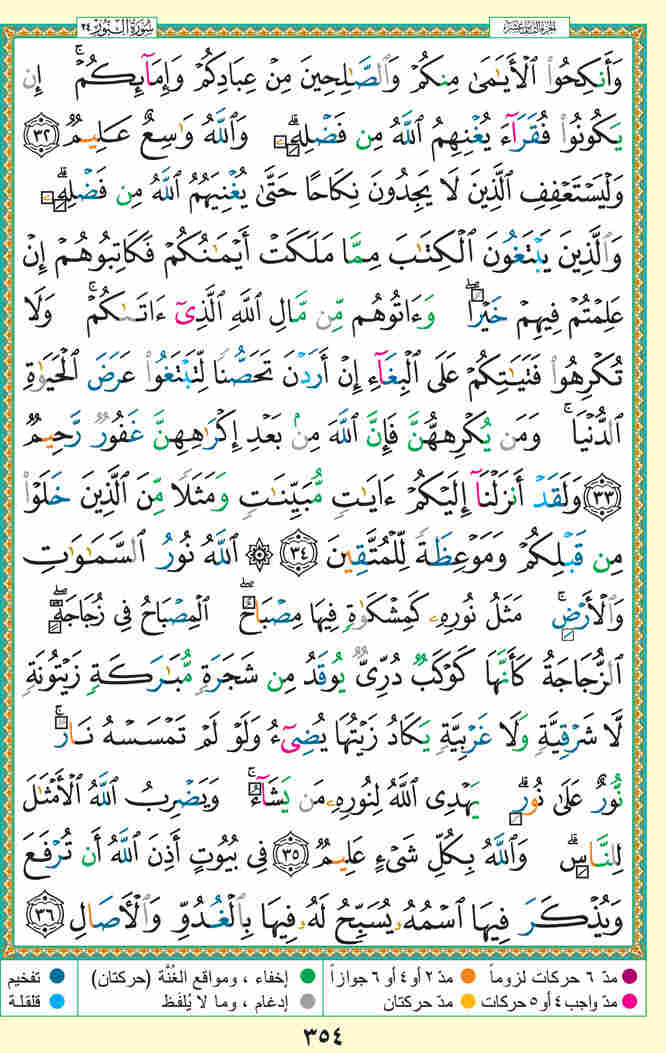 سُورَةُ النُّورِ ٢٤
الجزء الثامن عشر
وَأَنكِحُوا۟ ٱلْأَيَـٰمَىٰ مِنكُمْ وَٱلصَّـٰلِحِينَ مِنْ عِبَادِكُمْ وَإِمَآئِكُمْ ۚ إِن
يَكُونُوا۟ فُقَرَآءَ يُغْنِهِمُ ٱللَّهُ مِن فَضْلِهِۦ ۗ وَٱللَّهُ وَٰسِعٌ عَلِيمٌ ﴿٣٢﴾
وَلْيَسْتَعْفِفِ ٱلَّذِينَ لَا يَجِدُونَ نِكَاحًا حَتَّىٰ يُغْنِيَهُمُ ٱللَّهُ مِن فَضْلِهِۦ ۗ
وَٱلَّذِينَ يَبْتَغُونَ ٱلْكِتَـٰبَ مِمَّا مَلَكَتْ أَيْمَـٰنُكُمْ فَكَاتِبُوهُمْ إِنْ
عَلِمْتُمْ فِيهِمْ خَيْرًا ۖ وَءَاتُوهُم مِّن مَّالِ ٱللَّهِ ٱلَّذِىٓ ءَاتَىٰكُمْ ۚ وَلَا
تُكْرِهُوا۟ فَتَيَـٰتِكُمْ عَلَى ٱلْبِغَآءِ إِنْ أَرَدْنَ تَحَصُّنًا لِّتَبْتَغُوا۟ عَرَضَ ٱلْحَيَوٰةِ
ٱلدُّنْيَا ۚ وَمَن يُكْرِههُّنَّ فَإِنَّ ٱللَّهَ مِنۢ بَعْدِ إِكْرَٰهِهِنَّ غَفُورٌ رَّحِيمٌ
﴿٣٣﴾ وَلَقَدْ أَنزَلْنَآ إِلَيْكُمْ ءَايَـٰتٍ مُّبَيِّنَـٰتٍ وَمَثَلًا مِّنَ ٱلَّذِينَ خَلَوْا۟
مِن قَبْلِكُمْ وَمَوْعِظَةً لِّلْمُتَّقِينَ ﴿٣٤﴾ ۞ ٱللَّهُ نُورُ ٱلسَّمَـٰوَٰتِ
وَٱلْأَرْضِ ۚ مَثَلُ نُورِهِۦ كَمِشْكَوٰةٍ فِيهَا مِصْبَاحٌ ۖ ٱلْمِصْبَاحُ فِى زُجَاجَةٍ ۖ
ٱلزُّجَاجَةُ كَأَنَّهَا كَوْكَبٌ دُرِّىٌّ يُوقَدُ مِن شَجَرَةٍ مُّبَـٰرَكَةٍ زَيْتُونَةٍ
لَّا شَرْقِيَّةٍ وَلَا غَرْبِيَّةٍ يَكَادُ زَيْتُهَا يُضِىٓءُ وَلَوْ لَمْ تَمْسَسْهُ نَارٌ ۚ
نُّورٌ عَلَىٰ نُورٍ ۗ يَهْدِى ٱللَّهُ لِنُورِهِۦ مَن يَشَآءُ ۚ وَيَضْرِبُ ٱللَّهُ ٱلْأَمْثَـٰلَ
لِلنَّاسِ ۗ وَٱللَّهُ بِكُلِّ شَىْءٍ عَلِيمٌ ﴿٣٥﴾ فِى بُيُوتٍ أَذِنَ ٱللَّهُ أَن تُرْفَعَ
وَيُذْكَرَ فِيهَا ٱسْمُهُۥ يُسَبِّحُ لَهُۥ فِيهَا بِٱلْغُدُوِّ وَٱلْـَٔاصَالِ ﴿٣٦﴾
مدّ ٦ حركات لزوماً مدّ ٢ أو ٤ أو ٦ جوازاً إخفاء ، ومواقع الغُنَّة (حركتان) تفخيم
مدّ واجب ٤ أو ٥ حركات مدّ حركتان إدغام ، وما لا يُلفَظ قلقلة
٣٥٤